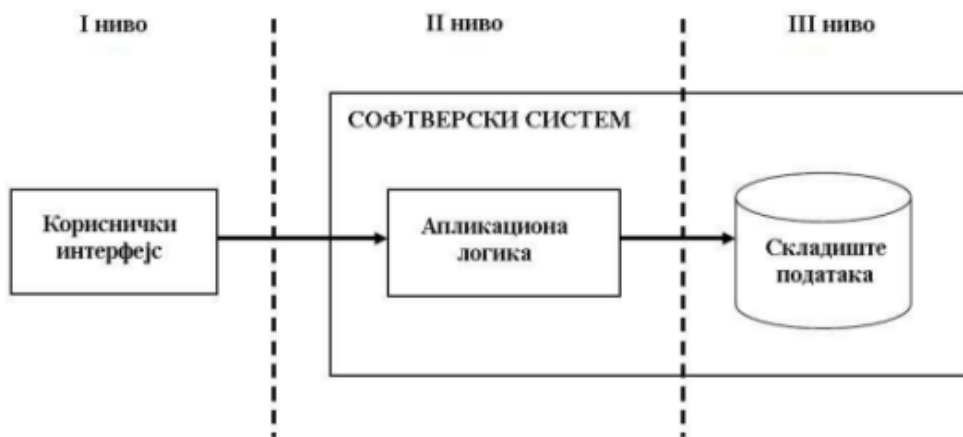 I ниво
II ниво
III ниво
СОФТВЕРСКИ СИСТЕМ
Кориснички
интерфејс
Апликациона
логика
Складиште
података